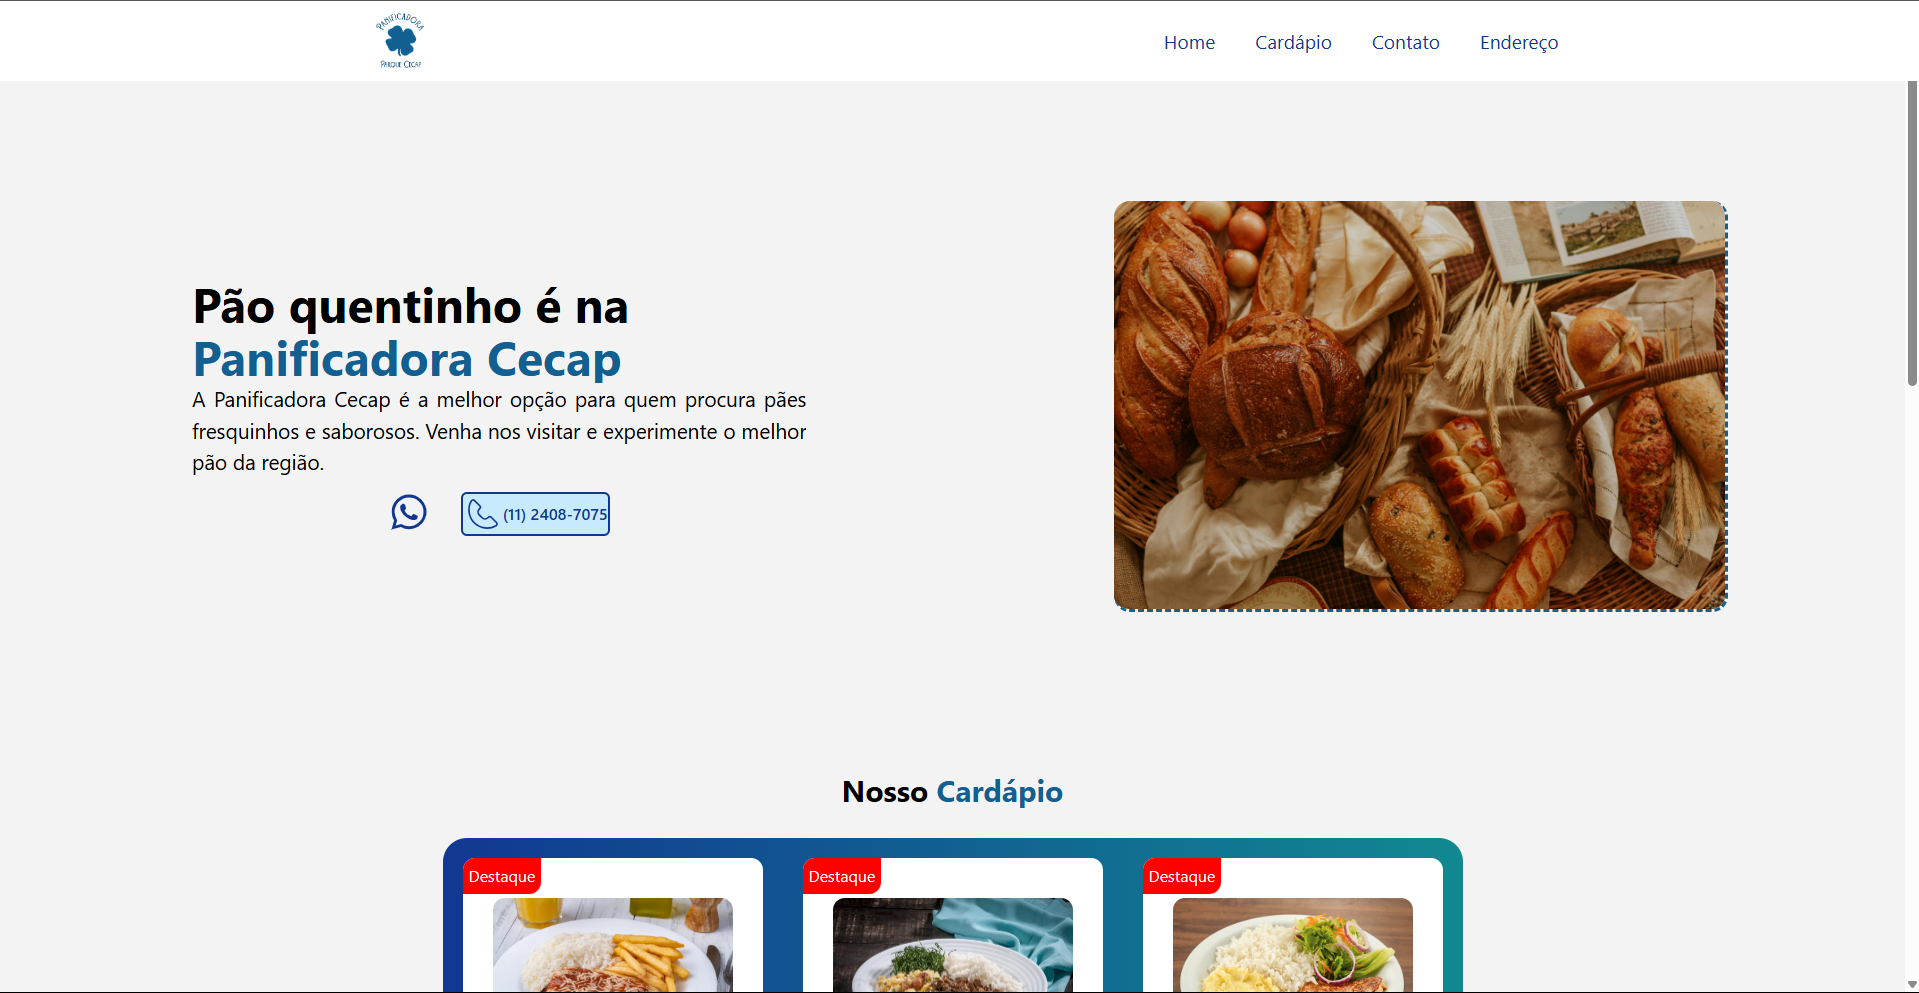 PANIFICADORA
PARQUE CECAP
Home
Cardápio
Contato
Endereço
Pão quentinho é na
Panificadora Cecap
A Panificadora Cecap é a melhor opção para quem procura pães
fresquinhos e saborosos. Venha nos visitar e experimente o melhor
pão da região.
(11) 2408-7075
Nosso Cardápio
Destaque
Destaque
Destaque